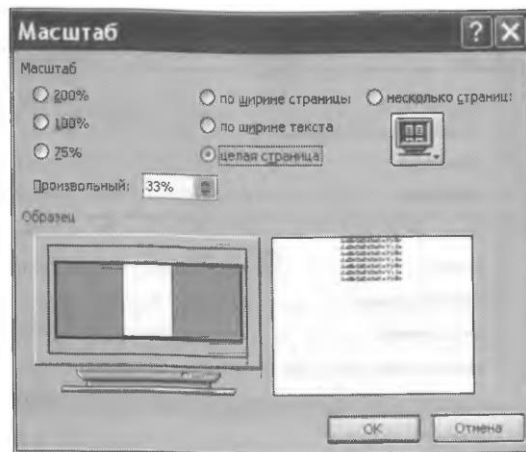 Масштаб
Масштаб
200%
по ширине страницы
несколько страниц:
100%
по ширине текста
75%
целая страница
Произвольный: 33%
Образец
ОК
Отмена